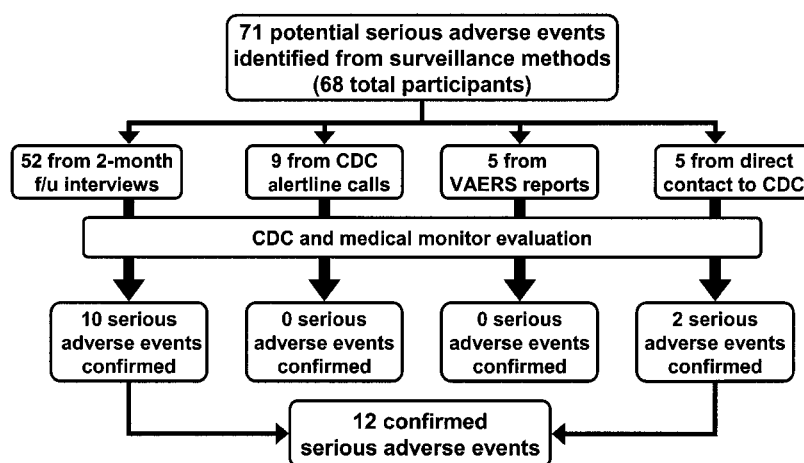 71 potential serious adverse events
identified from surveillance methods
(68 total participants)
52 from 2-month
f/u interviews
9 from CDC
alertline calls
5 from
VAERS reports
5 from direct
contact to CDC
CDC and medical monitor evaluation
10 serious
adverse events
confirmed
0 serious
adverse events
confirmed
0 serious
adverse events
confirmed
2 serious
adverse events
confirmed
12 confirmed
serious adverse events